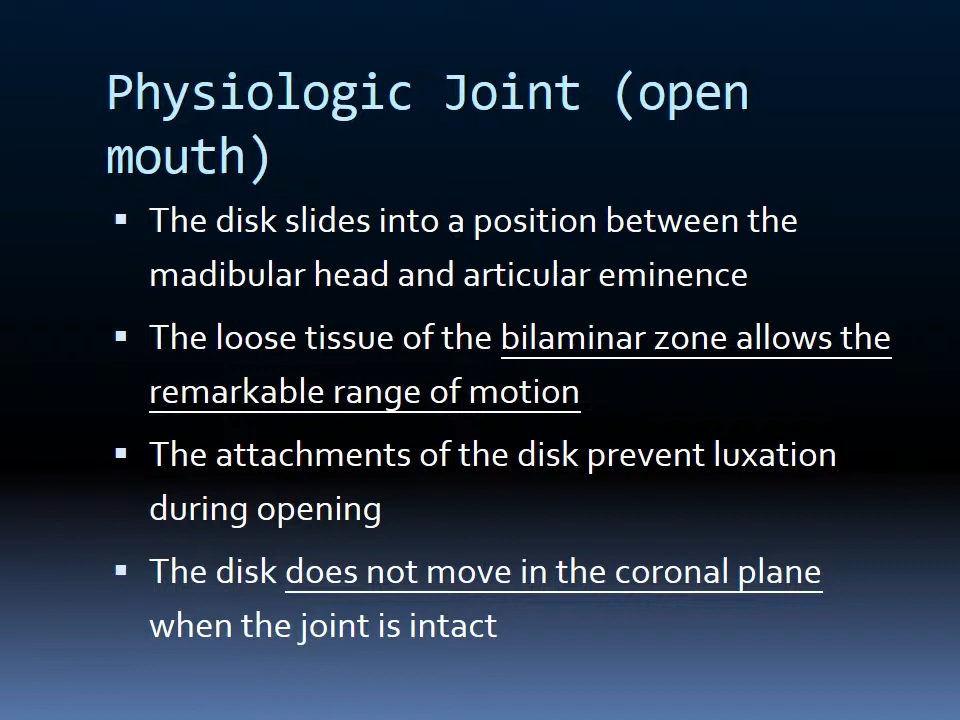 Physiologic Joint (open
mouth)
▪ The disk slides into a position between the
madibular head and articular eminence
▪ The loose tissue of the bilaminar zone allows the
remarkable range of motion
▪ The attachments of the disk prevent luxation
during opening
▪ The disk does not move in the coronal plane
when the joint is intact